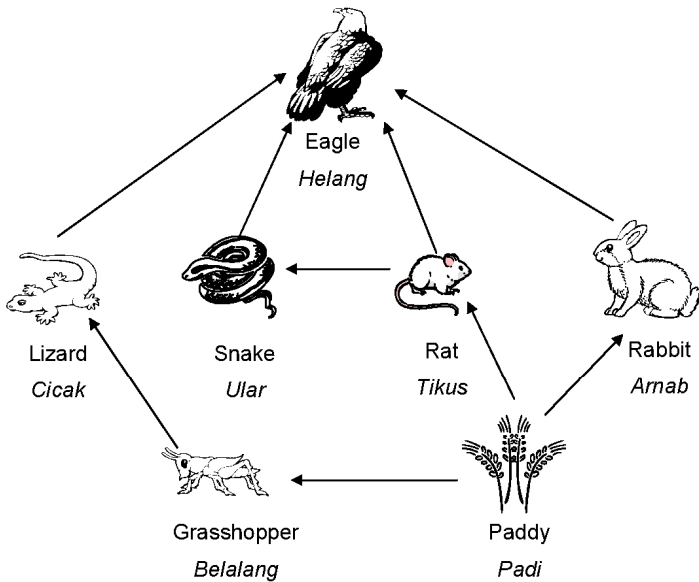 Eagle
Helang
Lizard
Cicak
Snake
Ular
Rat
Tikus
Rabbit
Arnab
Grasshopper
Belalang
Paddy
Padi